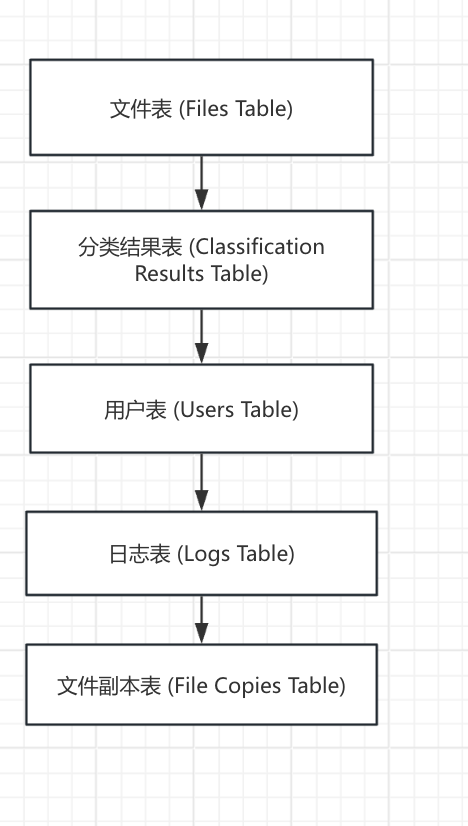 文件表 (Files Table)
分类结果表 (Classification
Results Table)
用户表 (Users Table)
日志表 (Logs Table)
文件副本表 (File Copies Table)